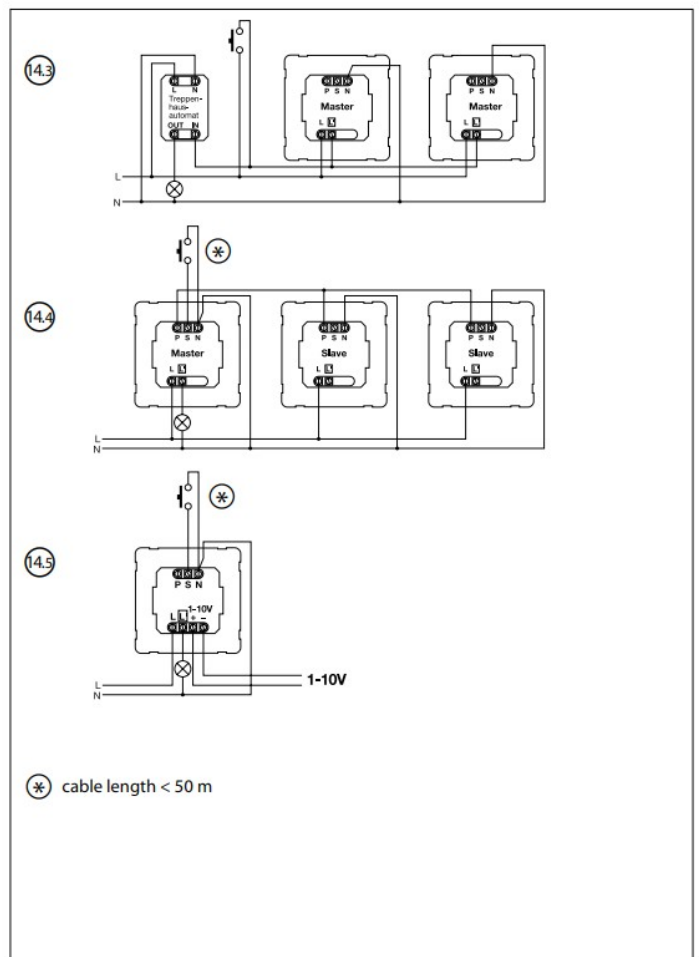 14.3
L N
Treppen-
haus-
automat
OUT IN
P S N
Master
L L
P S N
Master
L L
L
N
*
14.4
P S N
Master
L L
P S N
Slave
L L
P S N
Slave
L L
L
N
*
14.5
P S N
1-10V
L L + -
L
N
1-10V
* cable length < 50 m